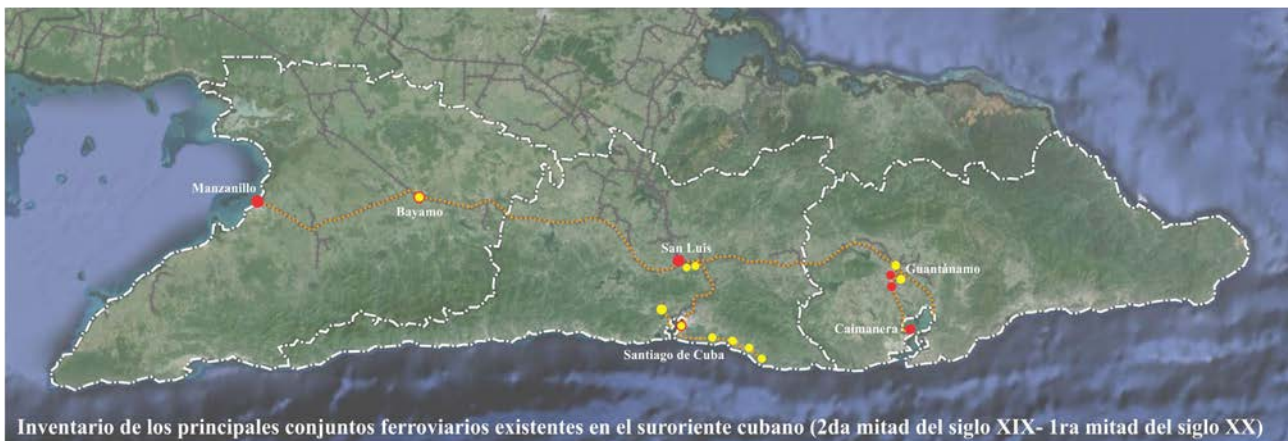 Manzanillo
Bayamo
San Luis
Guantánamo
Caimanera
Santiago de Cuba
Inventario de los principales conjuntos ferroviarios existentes en el suroriente cubano (2da mitad del siglo XIX- 1ra mitad del siglo XX)